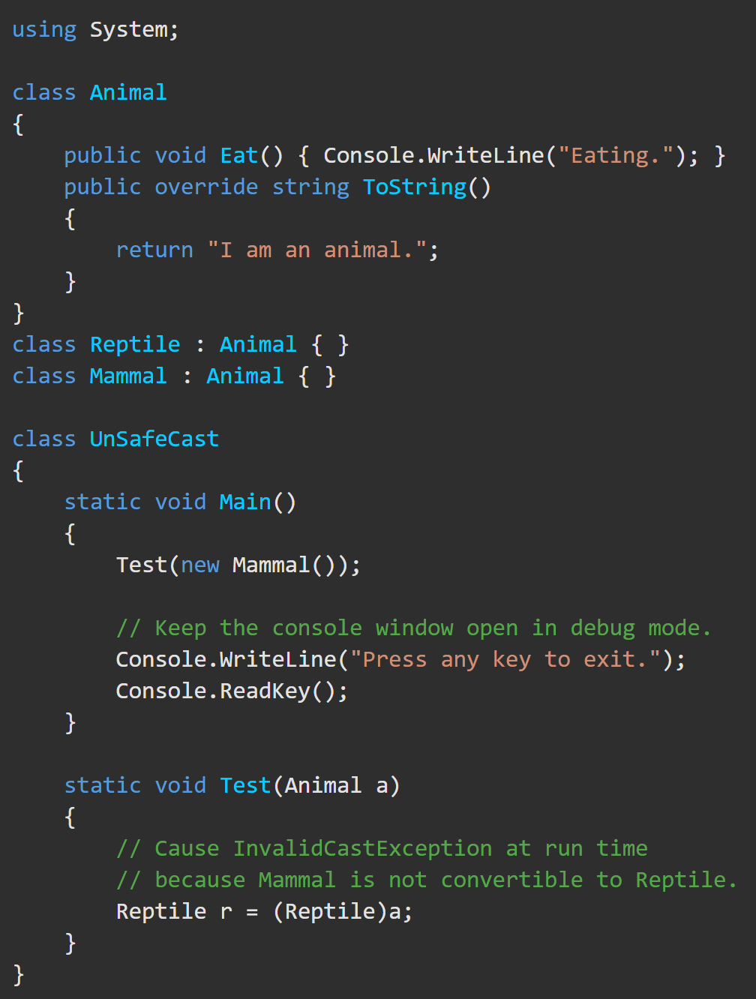 using System;

class Animal
{
    public void Eat() { Console.WriteLine("Eating."); }
    public override string ToString()
    {
        return "I am an animal.";
    }
}
class Reptile : Animal { }
class Mammal : Animal { }

class UnSafeCast
{
    static void Main()
    {
        Test(new Mammal());

        // Keep the console window open in debug mode.
        Console.WriteLine("Press any key to exit.");
        Console.ReadKey();
    }

    static void Test(Animal a)
    {
        // Cause InvalidCastException at run time
        // because Mammal is not convertible to Reptile.
        Reptile r = (Reptile)a;
    }
}